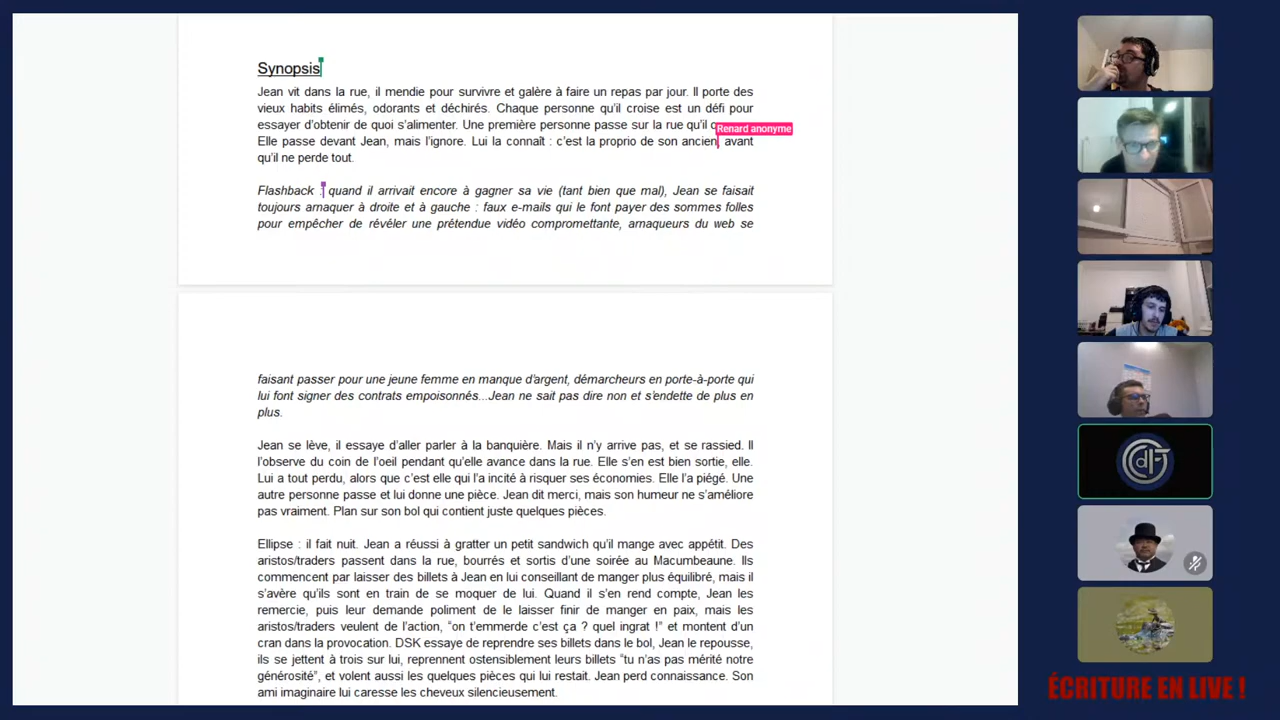 Synopsis
Jean vit dans la rue, il mendie pour survivre et galère à faire un repas par jour. Il porte des
vieux habits élimés, odorants et déchirés. Chaque personne qu'il croise est un défi pour
essayer d'obtenir de quoi s'alimenter. Une première personne passe sur la rue qu'il
Renard anonyme
Elle passe devant Jean, mais l'ignore. Lui la connaît : c'est la proprio de son ancien, avant
qu'il ne perde tout.
Flashback : quand il arrivait encore à gagner sa vie (tant bien que mal), Jean se faisait
toujours arnaquer à droite et à gauche : faux e-mails qui le font payer des sommes folles
pour empêcher de révéler une prétendue vidéo compromettante, arnaqueurs du web se
faisant passer pour une jeune femme en manque d'argent, démarcheurs en porte-à-porte qui
lui font signer des contrats empoisonnés...Jean ne sait pas dire non et s'endette de plus en
plus.
Jean se lève, il essaye d'aller parler à la banquière. Mais il n'y arrive pas, et se rassied. Il
l'observe du coin de l'oeil pendant qu'elle avance dans la rue. Elle s'en est bien sortie, elle.
Lui a tout perdu, alors que c'est elle qui l'a incité à risquer ses économies. Elle l'a piégé. Une
autre personne passe et lui donne une pièce. Jean dit merci, mais son humeur ne s'améliore
pas vraiment. Plan sur son bol qui contient juste quelques pièces.
Ellipse : il fait nuit. Jean a réussi à gratter un petit sandwich qu'il mange avec appétit. Des
aristos/traders passent dans la rue, bourrés et sortis d'une soirée au Macumbeaune. Ils
commencent par laisser des billets à Jean en lui conseillant de manger plus équilibré, mais il
s'avère qu'ils sont en train de se moquer de lui. Quand il s'en rend compte, Jean les
remercie, puis leur demande poliment de le laisser finir de manger en paix, mais les
aristos/traders veulent de l'action, "on t'emmerde c'est ça ? quel ingrat !" et montent d'un
cran dans la provocation. DSK essaye de reprendre ses billets dans le bol, Jean le repousse,
ils se jettent à trois sur lui, reprennent ostensiblement leurs billets "tu n'as pas mérité notre
générosité", et volent aussi les quelques pièces qui lui restait. Jean perd connaissance. Son
ami imaginaire lui caresse les cheveux silencieusement.
ÉCRITURE EN LIVE !